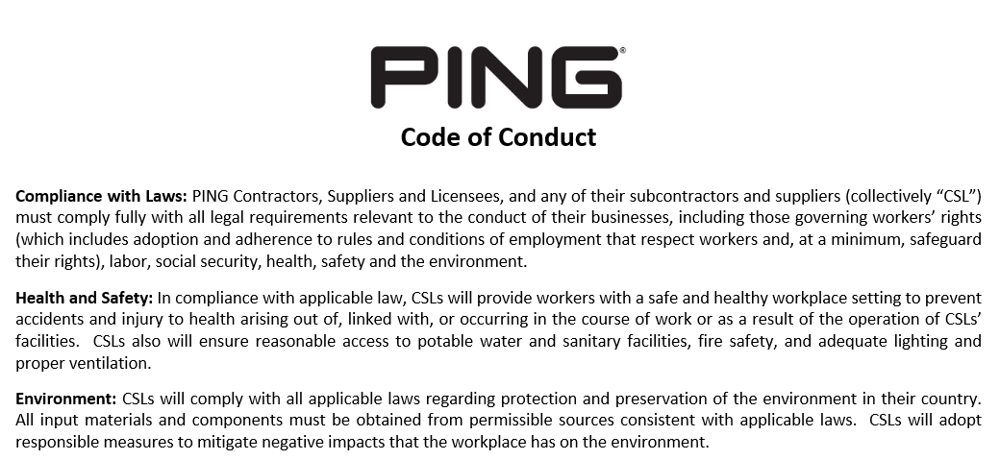 PING®
Code of Conduct
Compliance with Laws: PING Contractors, Suppliers and Licensees, and any of their subcontractors and suppliers (collectively “CSL”)
must comply fully with all legal requirements relevant to the conduct of their businesses, including those governing workers’ rights
(which includes adoption and adherence to rules and conditions of employment that respect workers and, at a minimum, safeguard
their rights), labor, social security, health, safety and the environment.
Health and Safety: In compliance with applicable law, CSLs will provide workers with a safe and healthy workplace setting to prevent
accidents and injury to health arising out of, linked with, or occurring in the course of work or as a result of the operation of CSLs’
facilities.  CSLs also will ensure reasonable access to potable water and sanitary facilities, fire safety, and adequate lighting and
proper ventilation.
Environment: CSLs will comply with all applicable laws regarding protection and preservation of the environment in their country.
All input materials and components must be obtained from permissible sources consistent with applicable laws.  CSLs will adopt
responsible measures to mitigate negative impacts that the workplace has on the environment.